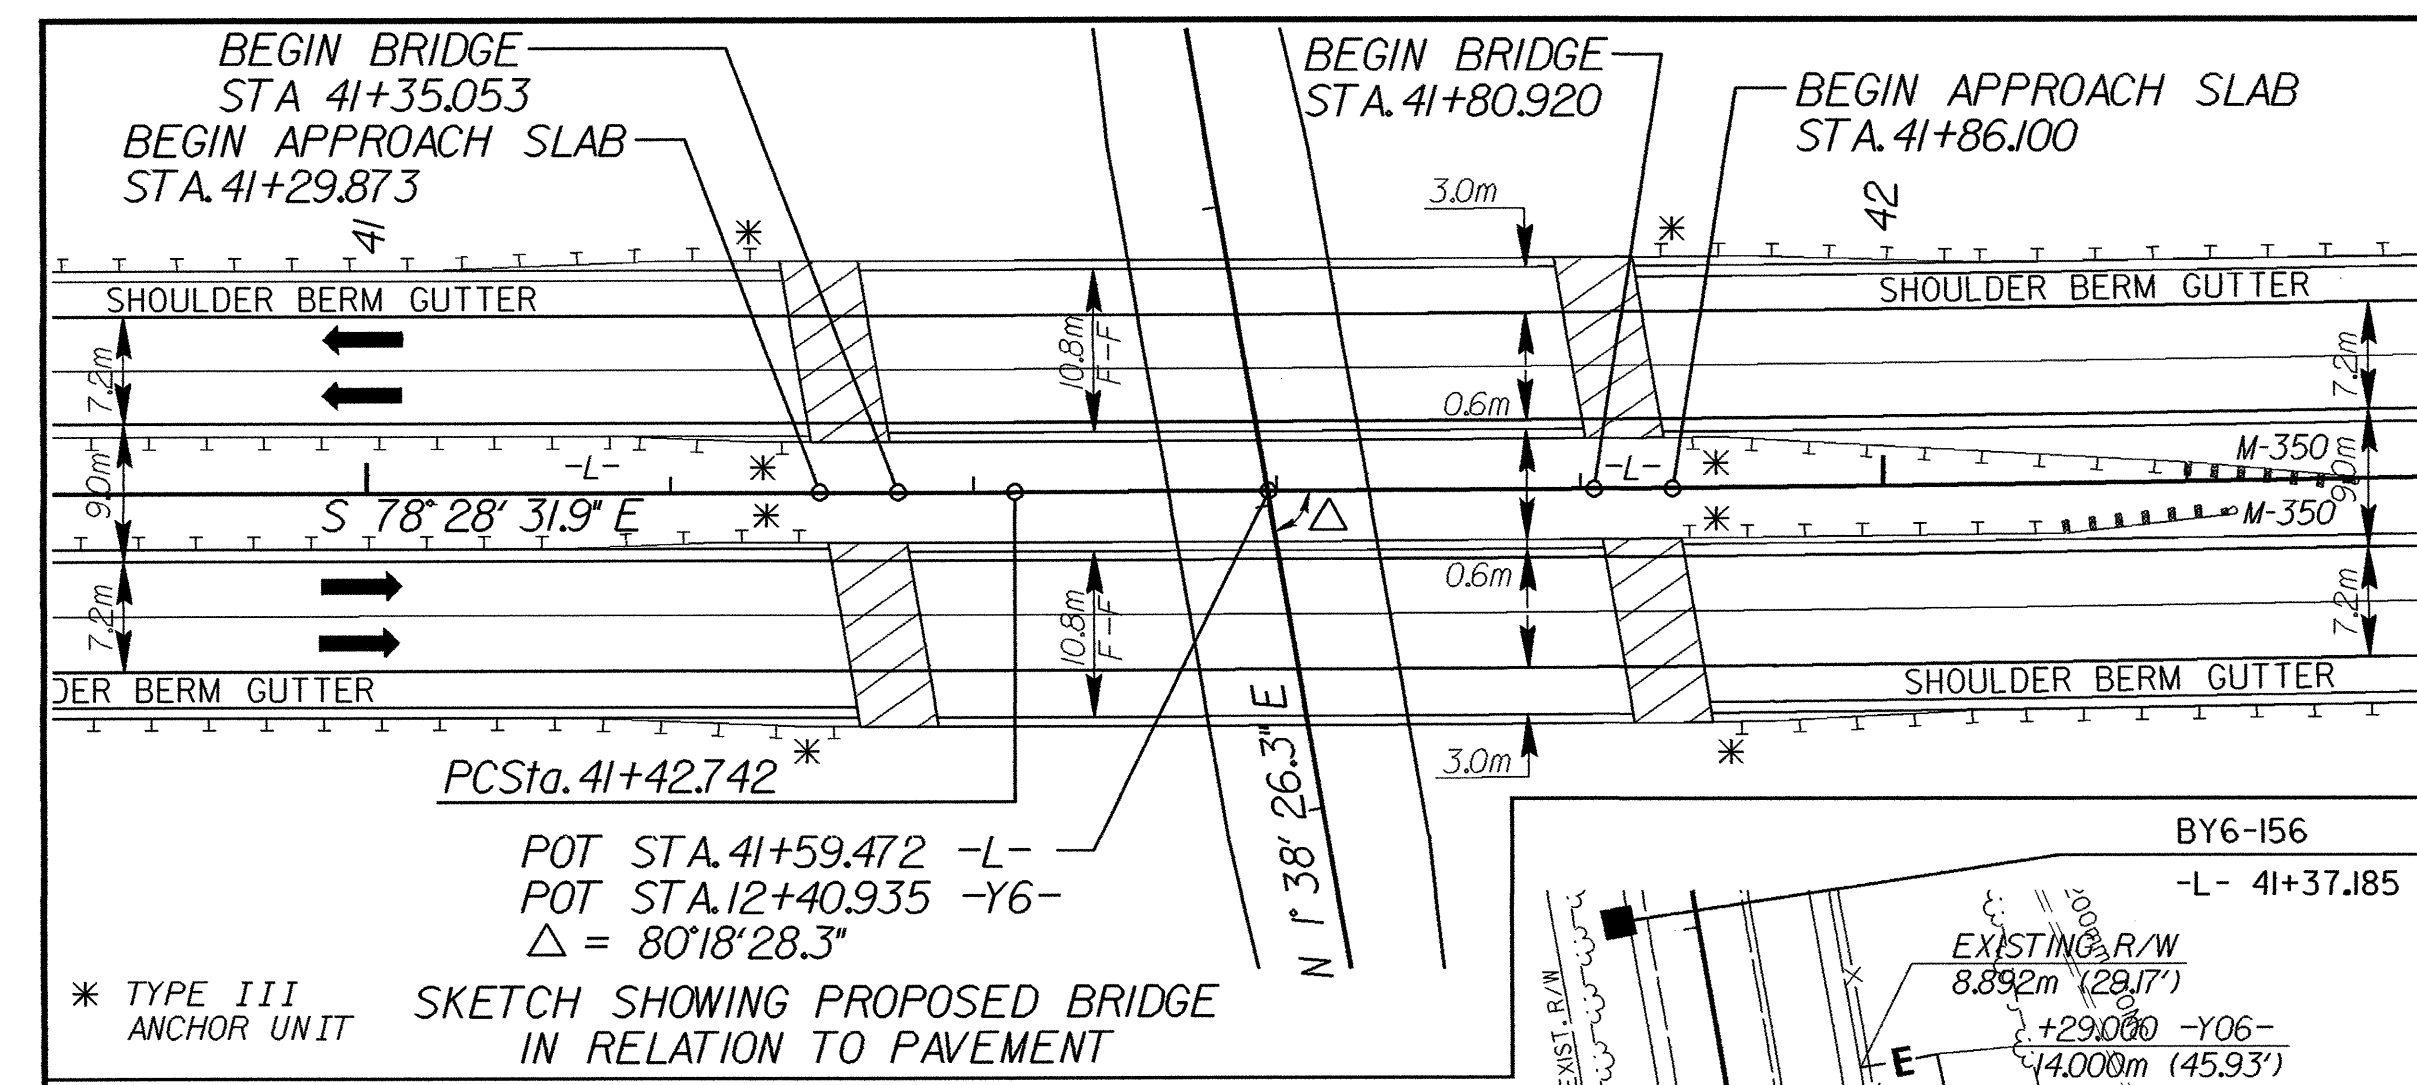 BEGIN BRIDGE
STA 41+35.053
BEGIN APPROACH SLAB
STA. 41+29.873
BEGIN BRIDGE
STA. 41+80.920
BEGIN APPROACH SLAB
STA. 41+86.100
41
3.0m
42
SHOULDER BERM GUTTER
SHOULDER BERM GUTTER
7.2m
10.8m
F-F
7.2m
0.6m
9.0m
-L-
-L-
M-350
9.0m
S 78° 28' 31.9" E
△
M-350
0.6m
7.2m
10.8m
F-F
7.2m
DER BERM GUTTER
SHOULDER BERM GUTTER
N 1° 38' 26.3" E
PCSta. 41+42.742
3.0m
POT STA. 41+59.472 -L-
POT STA. 12+40.935 -Y6-
△ = 80°18'28.3"
* TYPE III
ANCHOR UNIT
SKETCH SHOWING PROPOSED BRIDGE
IN RELATION TO PAVEMENT
BY6-156
-L- 41+37.185
EXISTING R/W
8.892m (29.17')
EXIST. R/W
+29.000 -Y06-
14.000m (45.93')
E